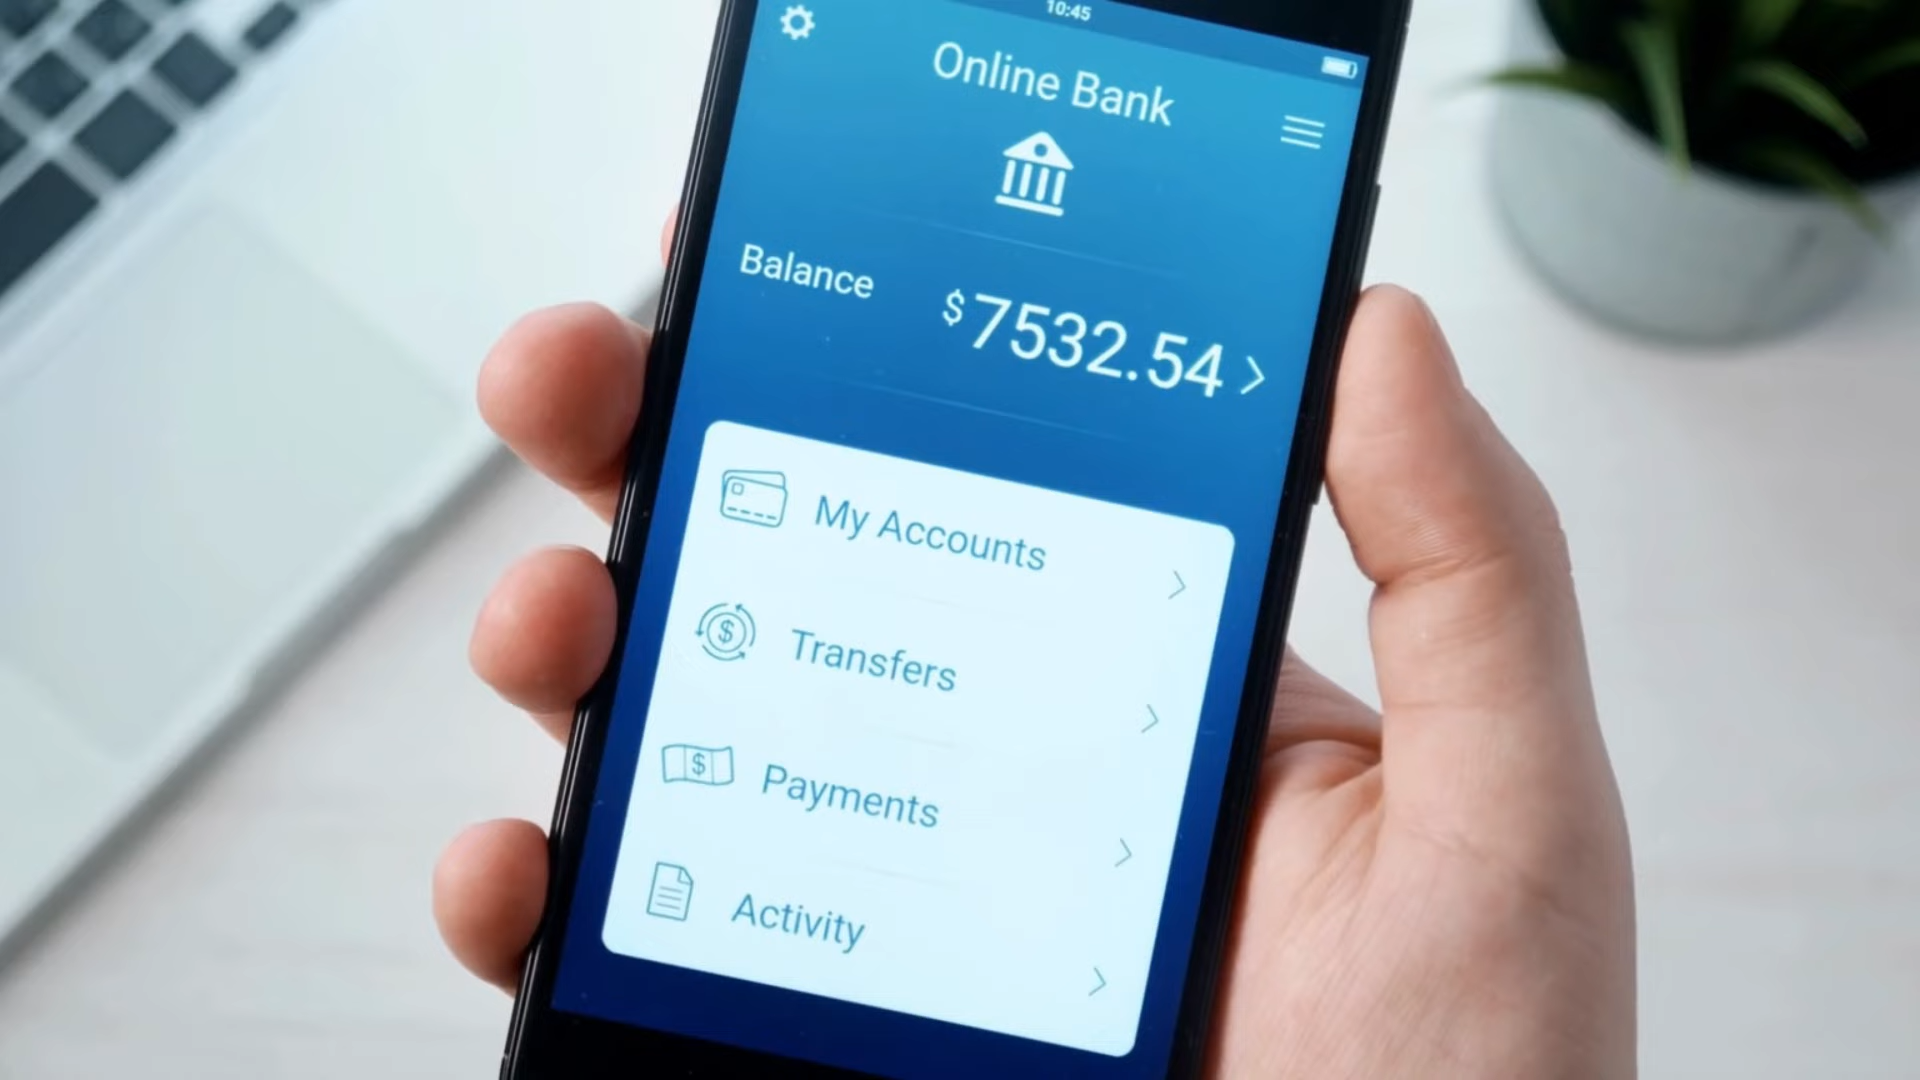 10:45
Online Bank
Balance $7532.54
My Accounts
$ Transfers
$ Payments
Activity